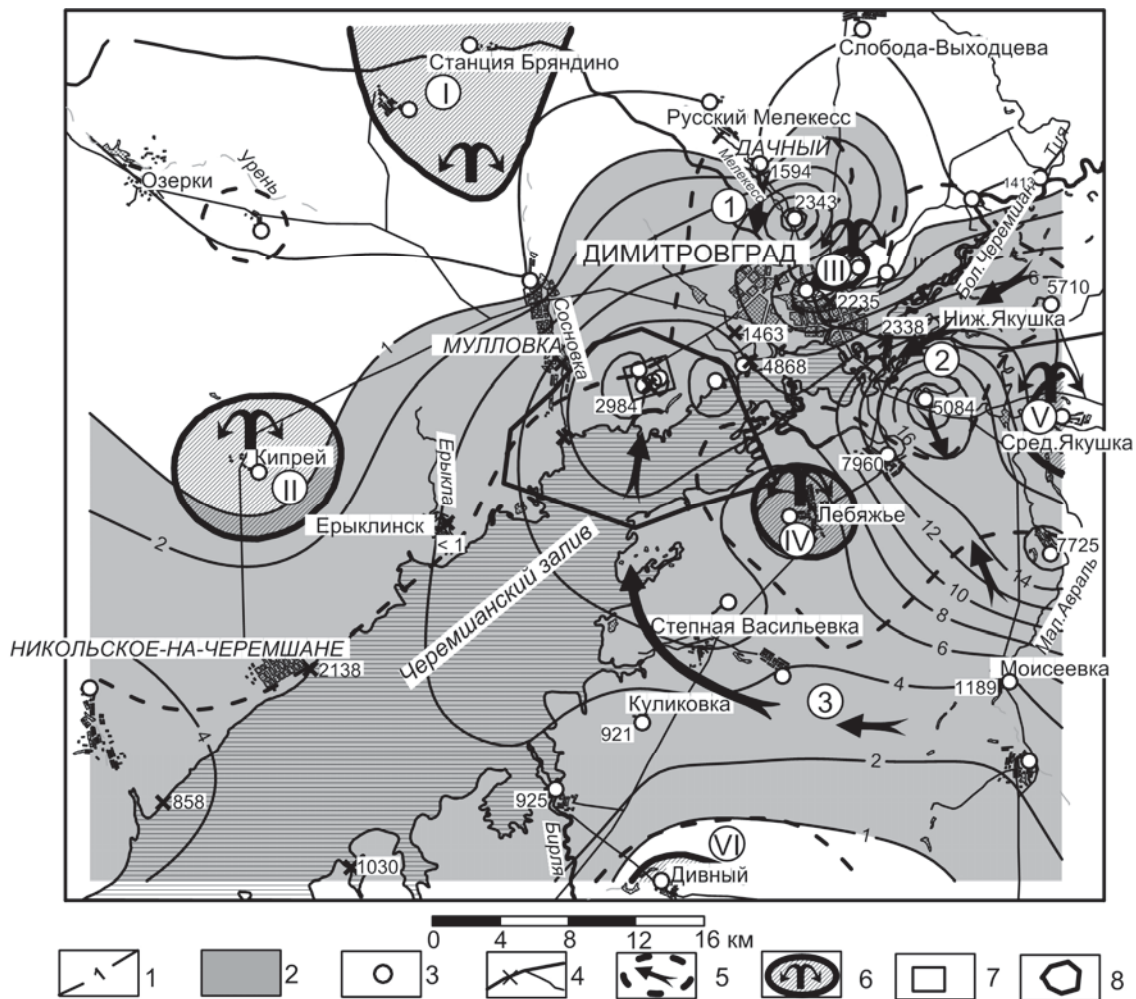 Слобода-Выходцева
Станция Бряндино
I
Русский Мелекесс
ДАЧНЫЙ
Мелекесс
1594
Тия
1413
Озерки
Урень
1
2343
ДИМИТРОВГРАД
III
Бол. Черемшан
6
5710
2235
2338
Ниж.Якушка
1
Сосновка
МУЛЛОВКА
1463
4868
2
2984
5084
V
16
Сред.Якушка
7960
Кипрей
II
Ерыкла
Ерыклинск
< 1
Лебяжье
IV
2
12
7725
14
10
8
Мал.Авраль
Черемшанский залив
Степная Васильевка
6
НИКОЛЬСКОЕ-НА-ЧЕРЕМШАНЕ
2138
Моисеевка
4
1189
Куликовка
3
921
4
2
858
925
Бирля
1
VI
1030
Дивный
0 4 8 12 16 км
1 1 2 3 4 5 6 7 8